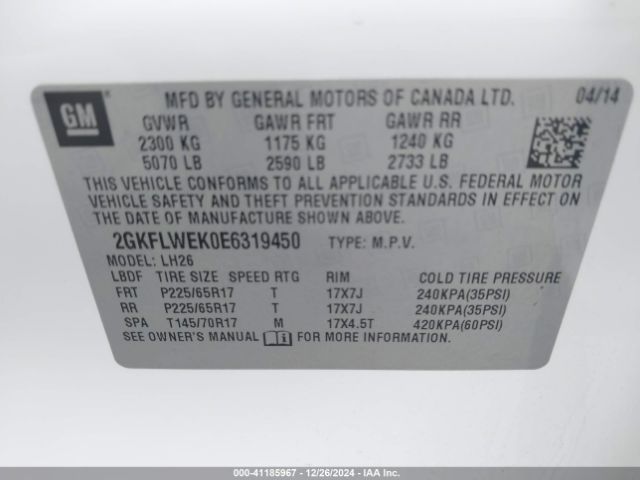 GM
MFD BY GENERAL MOTORS OF CANADA LTD. 04/14
GVWR GAWR FRT GAWR RR
2300 KG 1175 KG 1240 KG
5070 LB 2590 LB 2733 LB
THIS VEHICLE CONFORMS TO ALL APPLICABLE U.S. FEDERAL MOTOR
VEHICLE SAFETY AND THEFT PREVENTION STANDARDS IN EFFECT ON
THE DATE OF MANUFACTURE SHOWN ABOVE.
2GKFLWEK0E6319450 TYPE: M.P.V.
MODEL: LH26
LBDF TIRE SIZE SPEED RTG RIM COLD TIRE PRESSURE
FRT P225/65R17 T 17X7J 240KPA(35PSI)
RR P225/65R17 T 17X7J 240KPA(35PSI)
SPA T145/70R17 M 17X4.5T 420KPA(60PSI)
SEE OWNER'S MANUAL i FOR MORE INFORMATION.
000-41185967 - 12/26/2024 - IAA Inc.